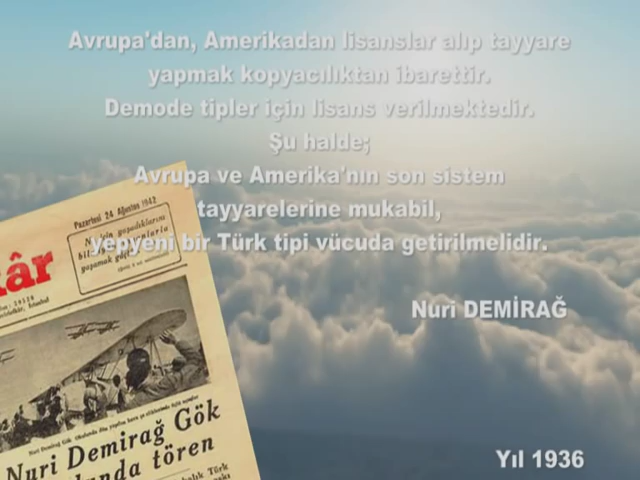 Avrupa'dan, Amerikadan lisanslar alıp tayyare
yapmak kopyacılıktan ibarettir.
Demode tipler için lisans verilmektedir.
Şu halde;
Avrupa ve Amerika'nın son sistem
tayyarelerine mukabil,
yepyeni bir Türk tipi vücuda getirilmelidir.
Nuri DEMİRAĞ
Yıl 1936
Pazartesi 24 Ağustos 1942
yapamak
kâr
Nuri Demirağ Gök
tören